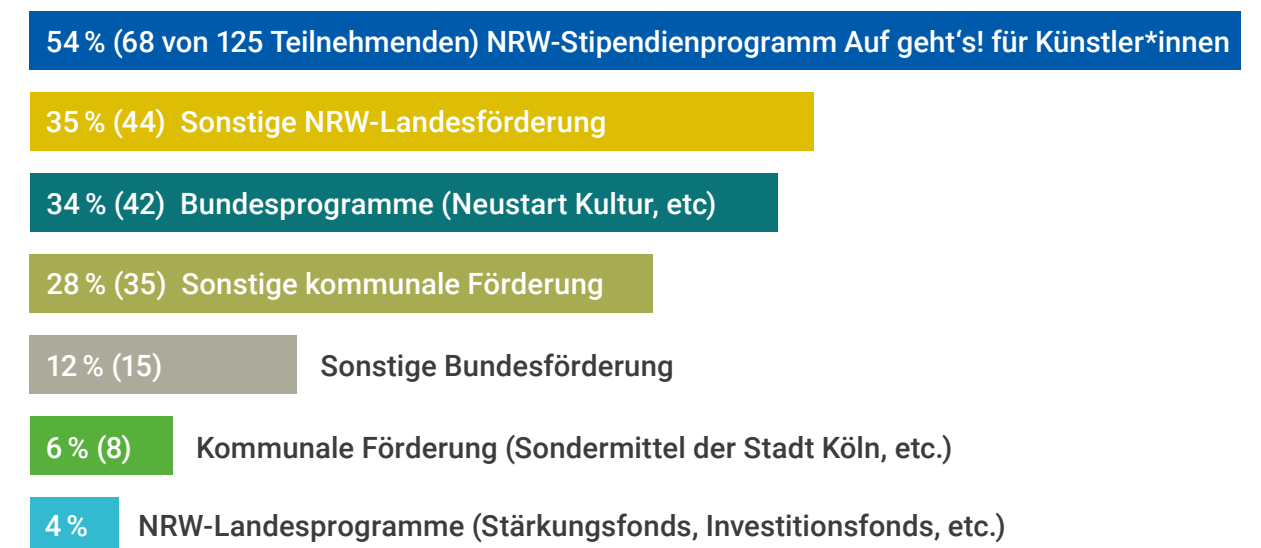 54 % (68 von 125 Teilnehmenden) NRW-Stipendienprogramm Auf geht‘s! für Künstler*innen
35 % (44) Sonstige NRW-Landesförderung
34 % (42) Bundesprogramme (Neustart Kultur, etc)
28 % (35) Sonstige kommunale Förderung
12 % (15) Sonstige Bundesförderung
6 % (8) Kommunale Förderung (Sondermittel der Stadt Köln, etc.)
4 % NRW-Landesprogramme (Stärkungsfonds, Investitionsfonds, etc.)